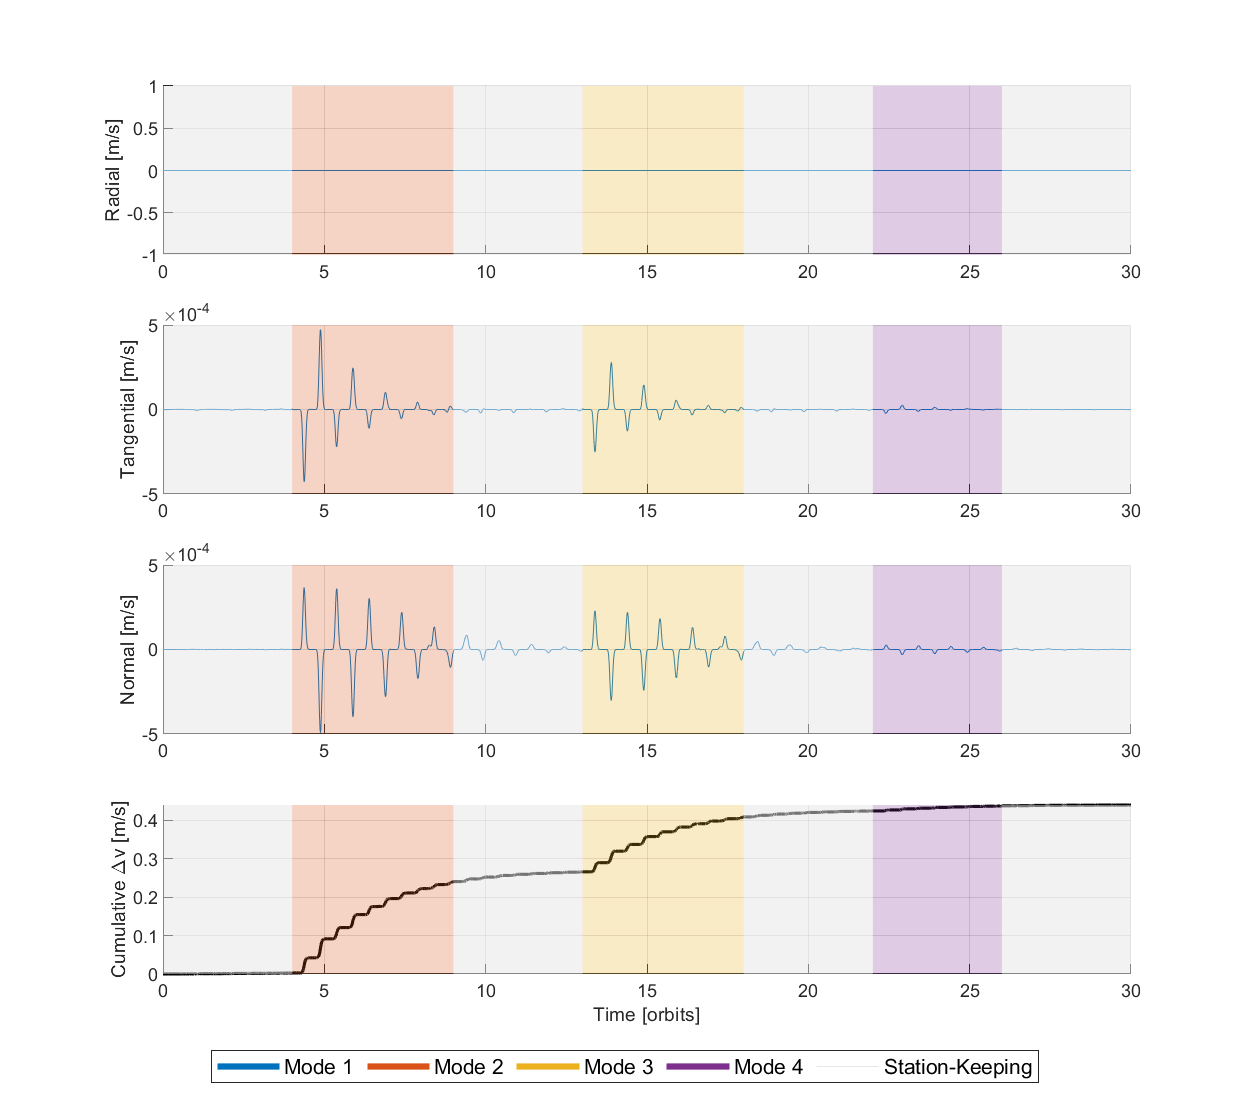 Radial [m/s]
1
0.5
0
-0.5
-1
0 5 10 15 20 25 30
Tangential [m/s]
×10-4
5
0
-5
0 5 10 15 20 25 30
Normal [m/s]
×10-4
5
0
-5
0 5 10 15 20 25 30
Cumulative Δv [m/s]
0.4
0.3
0.2
0.1
0
0 5 10 15 20 25 30
Time [orbits]
Mode 1 Mode 2 Mode 3 Mode 4 Station-Keeping